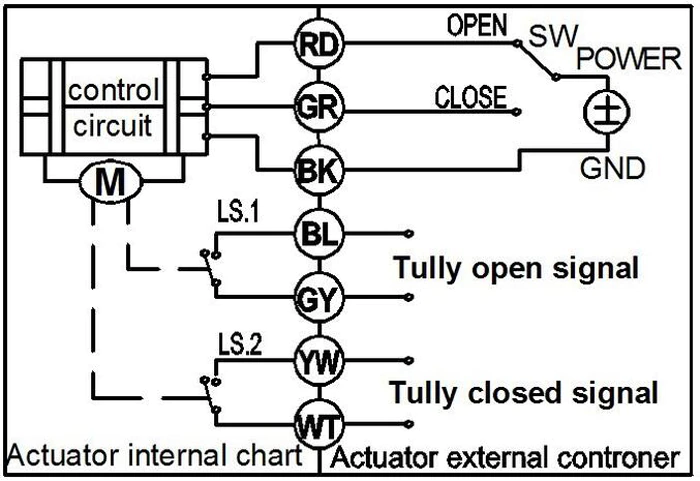 RD
OPEN
SW
POWER
control
circuit
GR
CLOSE
±
M
BK
GND
LS.1
BL
Tully open signal
GY
LS.2
YW
Tully closed signal
WT
Actuator internal chart
Actuator external controner